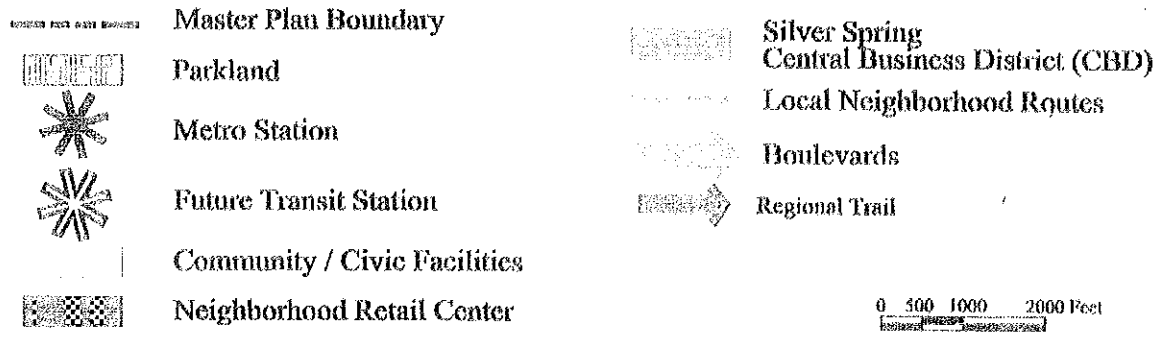 Master Plan Boundary
Parkland
Metro Station
Future Transit Station
Community / Civic Facilities
Neighborhood Retail Center
Silver Spring
Central Business District (CBD)
Local Neighborhood Routes
Boulevards
Regional Trail
0 500 1000 2000 Feet